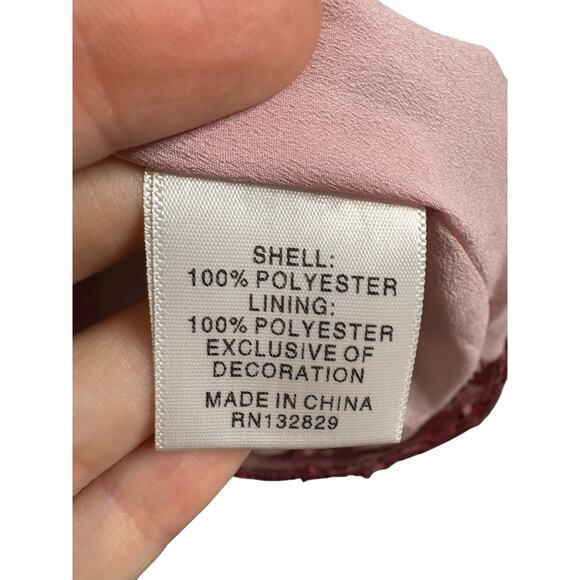 SHELL:
100% POLYESTER
LINING:
100% POLYESTER
EXCLUSIVE OF
DECORATION
MADE IN CHINA
RN132829